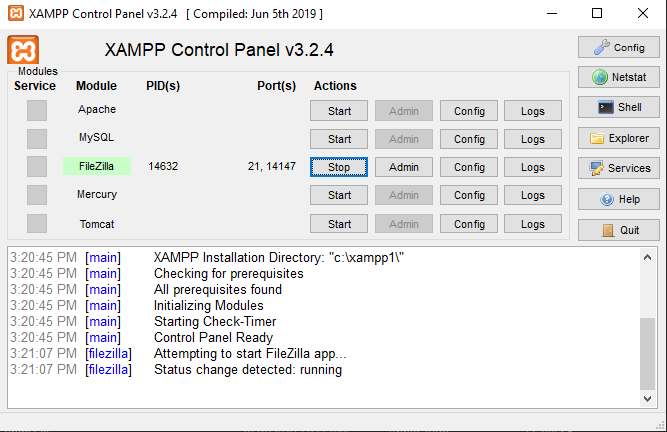 XAMPP Control Panel v3.2.4 [ Compiled: Jun 5th 2019 ]
XAMPP Control Panel v3.2.4
Config
Modules
Service Module PID(s) Port(s) Actions
Netstat
Apache Start Admin Config Logs
Shell
MySQL Start Admin Config Logs
Explorer
FileZilla 14632 21, 14147 Stop Admin Config Logs
Services
Mercury Start Admin Config Logs
Help
Tomcat Start Admin Config Logs
Quit
3:20:45 PM [main] XAMPP Installation Directory: "c:\xampp1\"
3:20:45 PM [main] Checking for prerequisites
3:20:45 PM [main] All prerequisites found
3:20:45 PM [main] Initializing Modules
3:20:45 PM [main] Starting Check-Timer
3:20:45 PM [main] Control Panel Ready
3:21:07 PM [filezilla] Attempting to start FileZilla app...
3:21:07 PM [filezilla] Status change detected: running